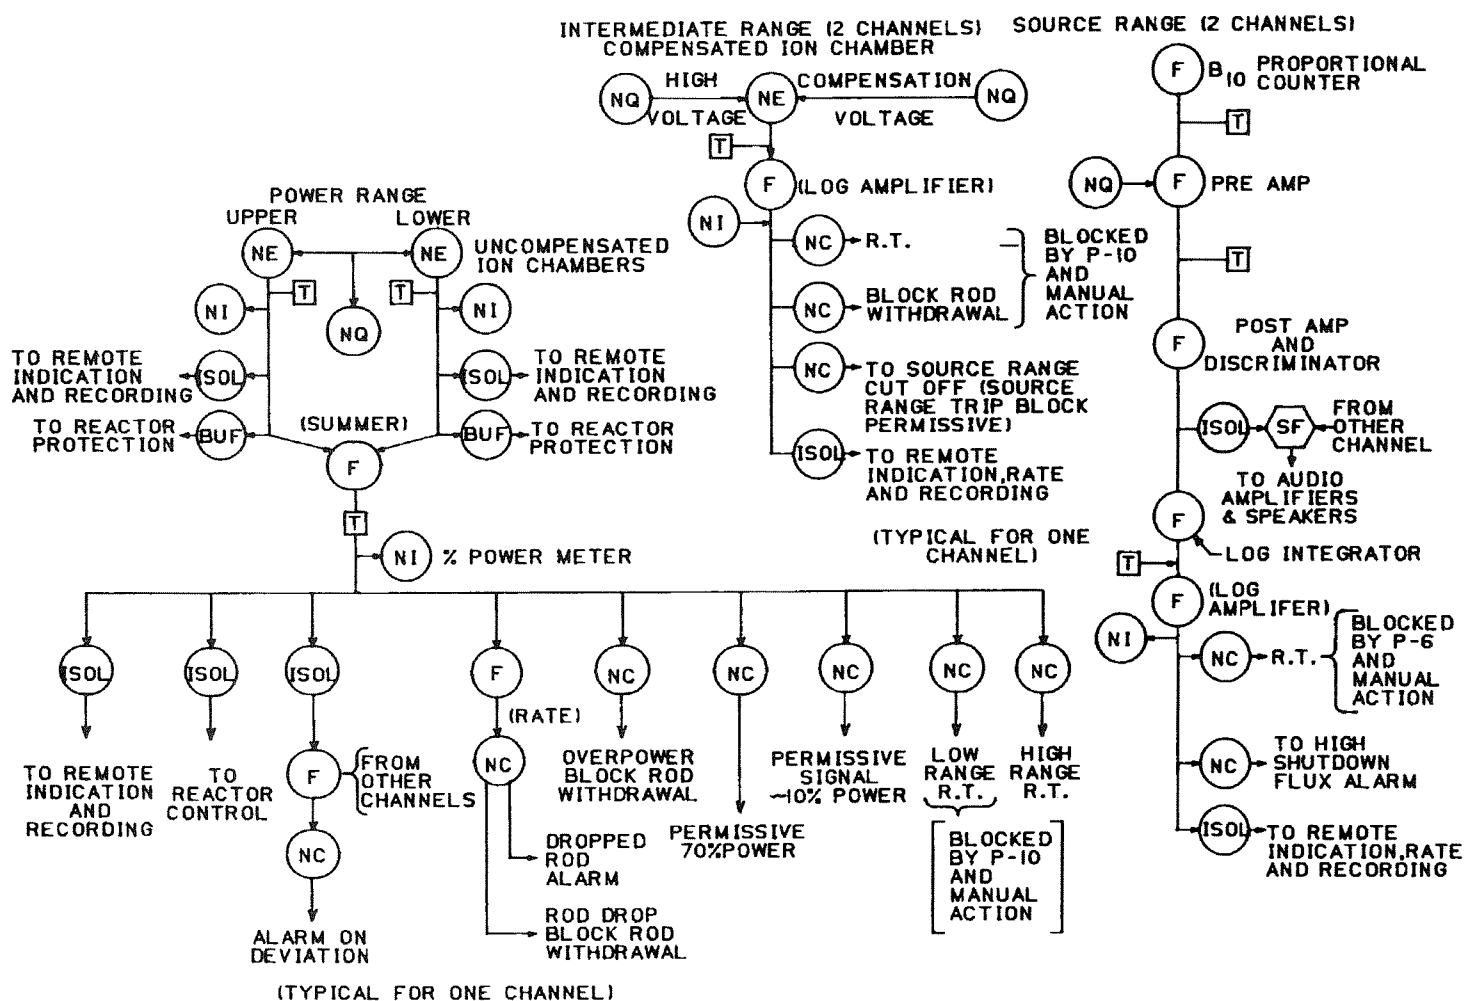 INTERMEDIATE RANGE (2 CHANNELS)
COMPENSATED ION CHAMBER
NQ
HIGH
VOLTAGE
NE
COMPENSATION
VOLTAGE
NQ
T
F
(LOG AMPLIFIER)
NI
NC
R.T.
NC
BLOCK ROD
WITHDRAWAL
BLOCKED
BY P-10
AND
MANUAL
ACTION
NC
TO SOURCE RANGE
CUT OFF (SOURCE
RANGE TRIP BLOCK
PERMISSIVE)
ISOL
TO REMOTE
INDICATION,RATE
AND RECORDING
(TYPICAL FOR ONE
CHANNEL)
SOURCE RANGE (2 CHANNELS)
F
B10 PROPORTIONAL
COUNTER
T
NQ
F
PRE AMP
T
F
POST AMP
AND
DISCRIMINATOR
ISOL
SF
FROM
OTHER
CHANNEL
TO AUDIO
AMPLIFIERS
& SPEAKERS
F
LOG INTEGRATOR
T
F
(LOG
AMPLIFER)
NI
NC
R.T.
BLOCKED
BY P-6
AND
MANUAL
ACTION
NC
TO HIGH
SHUTDOWN
FLUX ALARM
ISOL
TO REMOTE
INDICATION,RATE
AND RECORDING
POWER RANGE
UPPER
LOWER
NE
NE
UNCOMPENSATED
ION CHAMBERS
T
T
NI
NQ
NI
TO REMOTE
INDICATION
AND RECORDING
ISOL
ISOL
TO REMOTE
INDICATION
AND RECORDING
TO REACTOR
PROTECTION
BUF
(SUMMER)
BUF
TO REACTOR
PROTECTION
F
T
NI
% POWER METER
ISOL
TO REMOTE
INDICATION
AND
RECORDING
ISOL
TO
REACTOR
CONTROL
ISOL
F
FROM
OTHER
CHANNELS
NC
ALARM ON
DEVIATION
F
(RATE)
NC
DROPPED
ROD
ALARM
ROD DROP
BLOCK ROD
WITHDRAWAL
NC
OVERPOWER
BLOCK ROD
WITHDRAWAL
NC
PERMISSIVE
70%POWER
NC
PERMISSIVE
SIGNAL
~10% POWER
NC
LOW
RANGE
R.T.
NC
HIGH
RANGE
R.T.
BLOCKED
BY P-10
AND
MANUAL
ACTION
(TYPICAL FOR ONE CHANNEL)